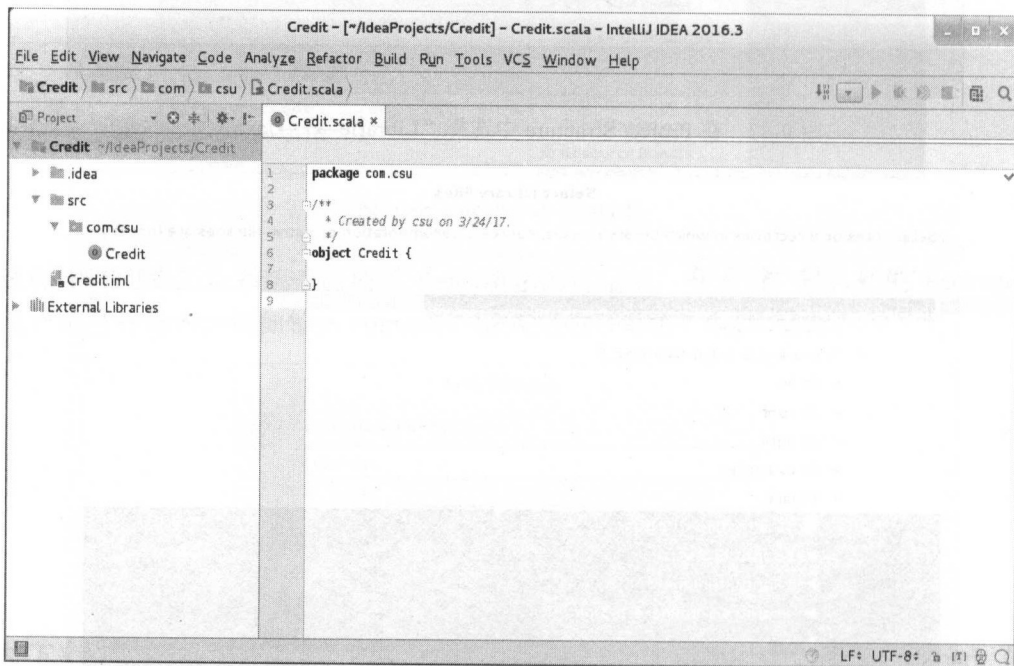 Credit – [~/IdeaProjects/Credit] – Credit.scala – IntelliJ IDEA 2016.3
File Edit View Navigate Code Analyze Refactor Build Run Tools VCS Window Help
Credit src com csu Credit.scala
Project
Credit.scala ×
Credit ~/IdeaProjects/Credit
.idea
src
com.csu
Credit
Credit.iml
External Libraries
1 package com.csu
2
3 /**
4 * Created by csu on 3/24/17.
5 */
6 object Credit {
7
8 }
9
LF÷ UTF-8÷